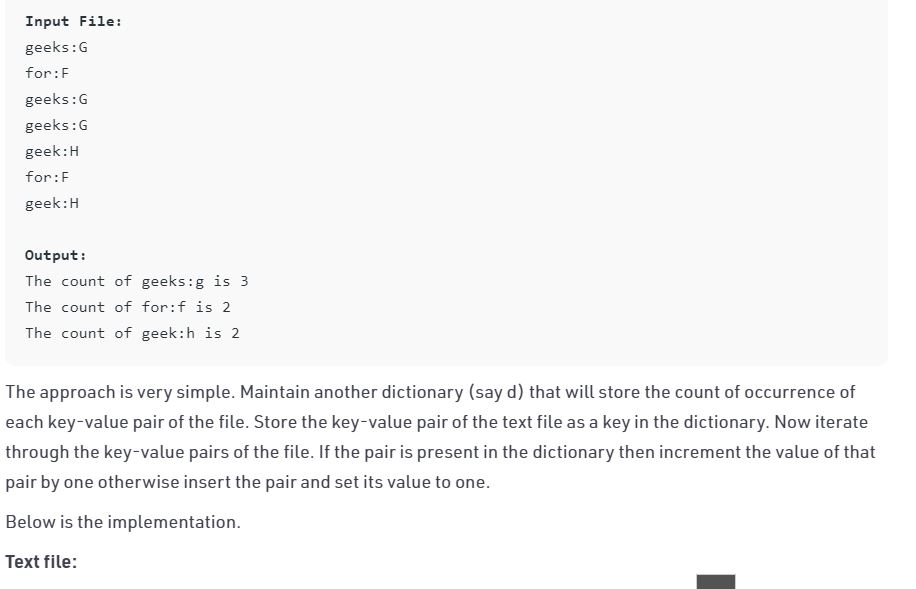 Input File:
geeks:G
for:F
geeks:G
geeks:G
geek:H
for:F
geek:H
Output:
The count of geeks:g is 3
The count of for:f is 2
The count of geek:h is 2
The approach is very simple. Maintain another dictionary (say d) that will store the count of occurrence of
each key-value pair of the file. Store the key-value pair of the text file as a key in the dictionary. Now iterate
through the key-value pairs of the file. If the pair is present in the dictionary then increment the value of that
pair by one otherwise insert the pair and set its value to one.
Below is the implementation.
Text file: